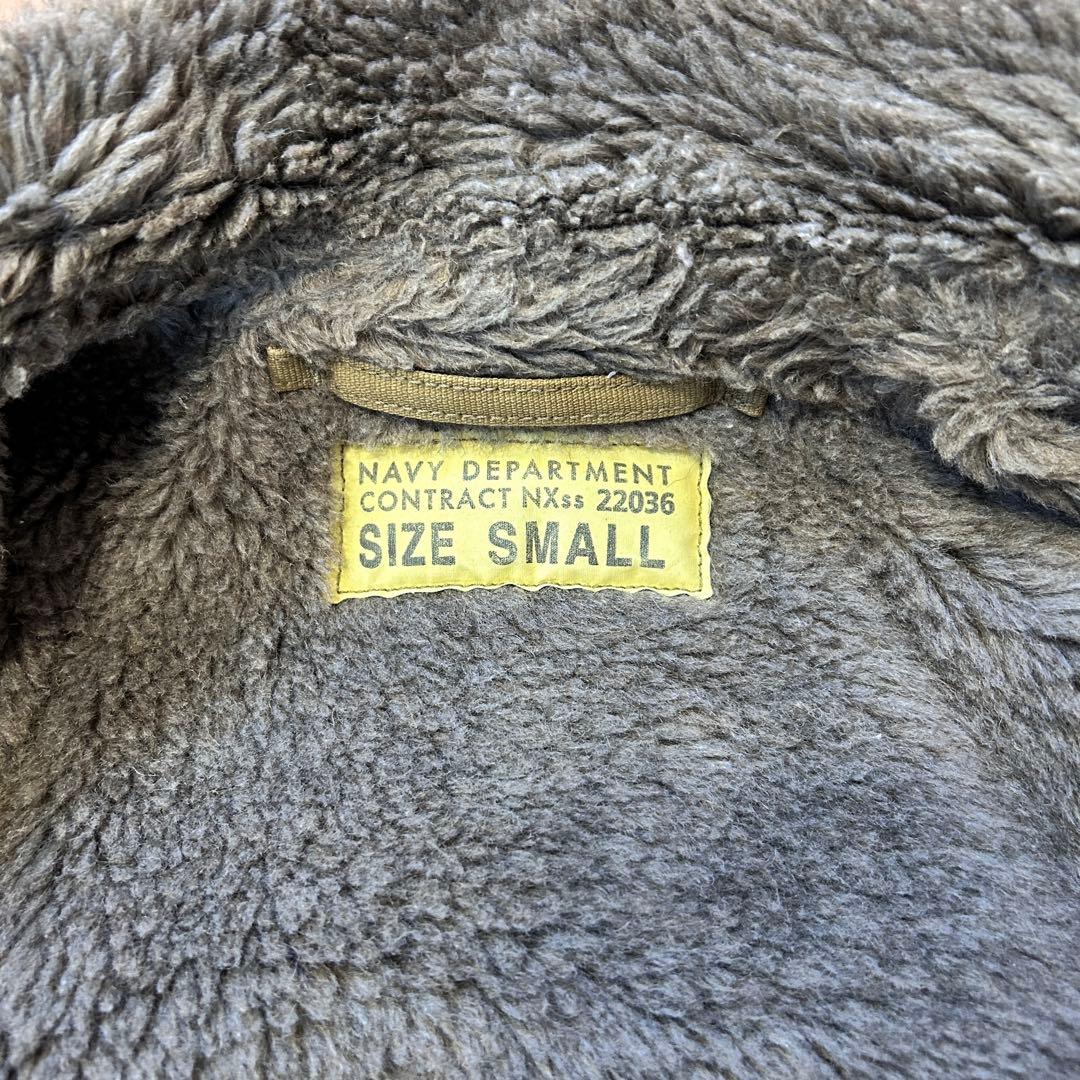 NAVY DEPARTMENT
CONTRACT NXss 22036
SIZE SMALL